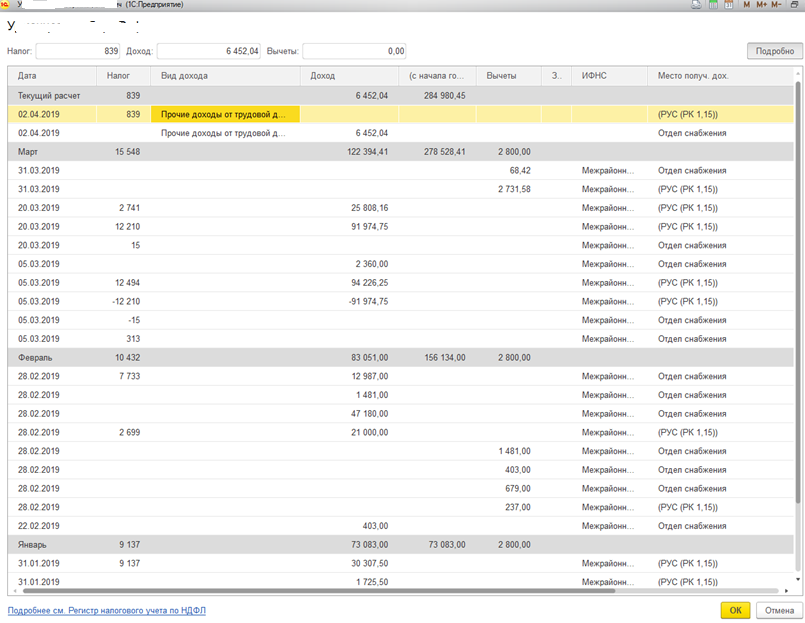 (1С:Предприятие) M M+ M-
Налог: 839 Доход: 6 452,04 Вычеты: 0,00 Подробно
Дата Налог Вид дохода Доход (с начала го... Вычеты З.. ИФНС Место получ. дох.
Текущий расчет 839 6 452,04 284 980,45
02.04.2019 839 Прочие доходы от трудовой д... (РУС (РК 1,15))
02.04.2019 Прочие доходы от трудовой д... 6 452,04 Отдел снабжения
Март 15 548 122 394,41 278 528,41 2 800,00
31.03.2019 68,42 Межрайонн... Отдел снабжения
31.03.2019 2 731,58 Межрайонн... (РУС (РК 1,15))
20.03.2019 2 741 25 808,16 Межрайонн... (РУС (РК 1,15))
20.03.2019 12 210 91 974,75 Межрайонн... (РУС (РК 1,15))
20.03.2019 15 Межрайонн... Отдел снабжения
05.03.2019 2 360,00 Межрайонн... Отдел снабжения
05.03.2019 12 494 94 226,25 Межрайонн... (РУС (РК 1,15))
05.03.2019 -12 210 -91 974,75 Межрайонн... (РУС (РК 1,15))
05.03.2019 -15 Межрайонн... Отдел снабжения
05.03.2019 313 Межрайонн... Отдел снабжения
Февраль 10 432 83 051,00 156 134,00 2 800,00
28.02.2019 7 733 12 987,00 Межрайонн... Отдел снабжения
28.02.2019 1 481,00 Межрайонн... Отдел снабжения
28.02.2019 47 180,00 Межрайонн... Отдел снабжения
28.02.2019 2 699 21 000,00 Межрайонн... (РУС (РК 1,15))
28.02.2019 1 481,00 Межрайонн... Отдел снабжения
28.02.2019 403,00 Межрайонн... Отдел снабжения
28.02.2019 679,00 Межрайонн... Отдел снабжения
28.02.2019 237,00 Межрайонн... (РУС (РК 1,15))
22.02.2019 403,00 Межрайонн... Отдел снабжения
Январь 9 137 73 083,00 73 083,00 2 800,00
31.01.2019 9 137 30 307,50 Межрайонн... (РУС (РК 1,15))
31.01.2019 1 725,50 Межрайонн... (РУС (РК 1,15))
Подробнее см. Регистр налогового учета по НДФЛ ОК Отмена